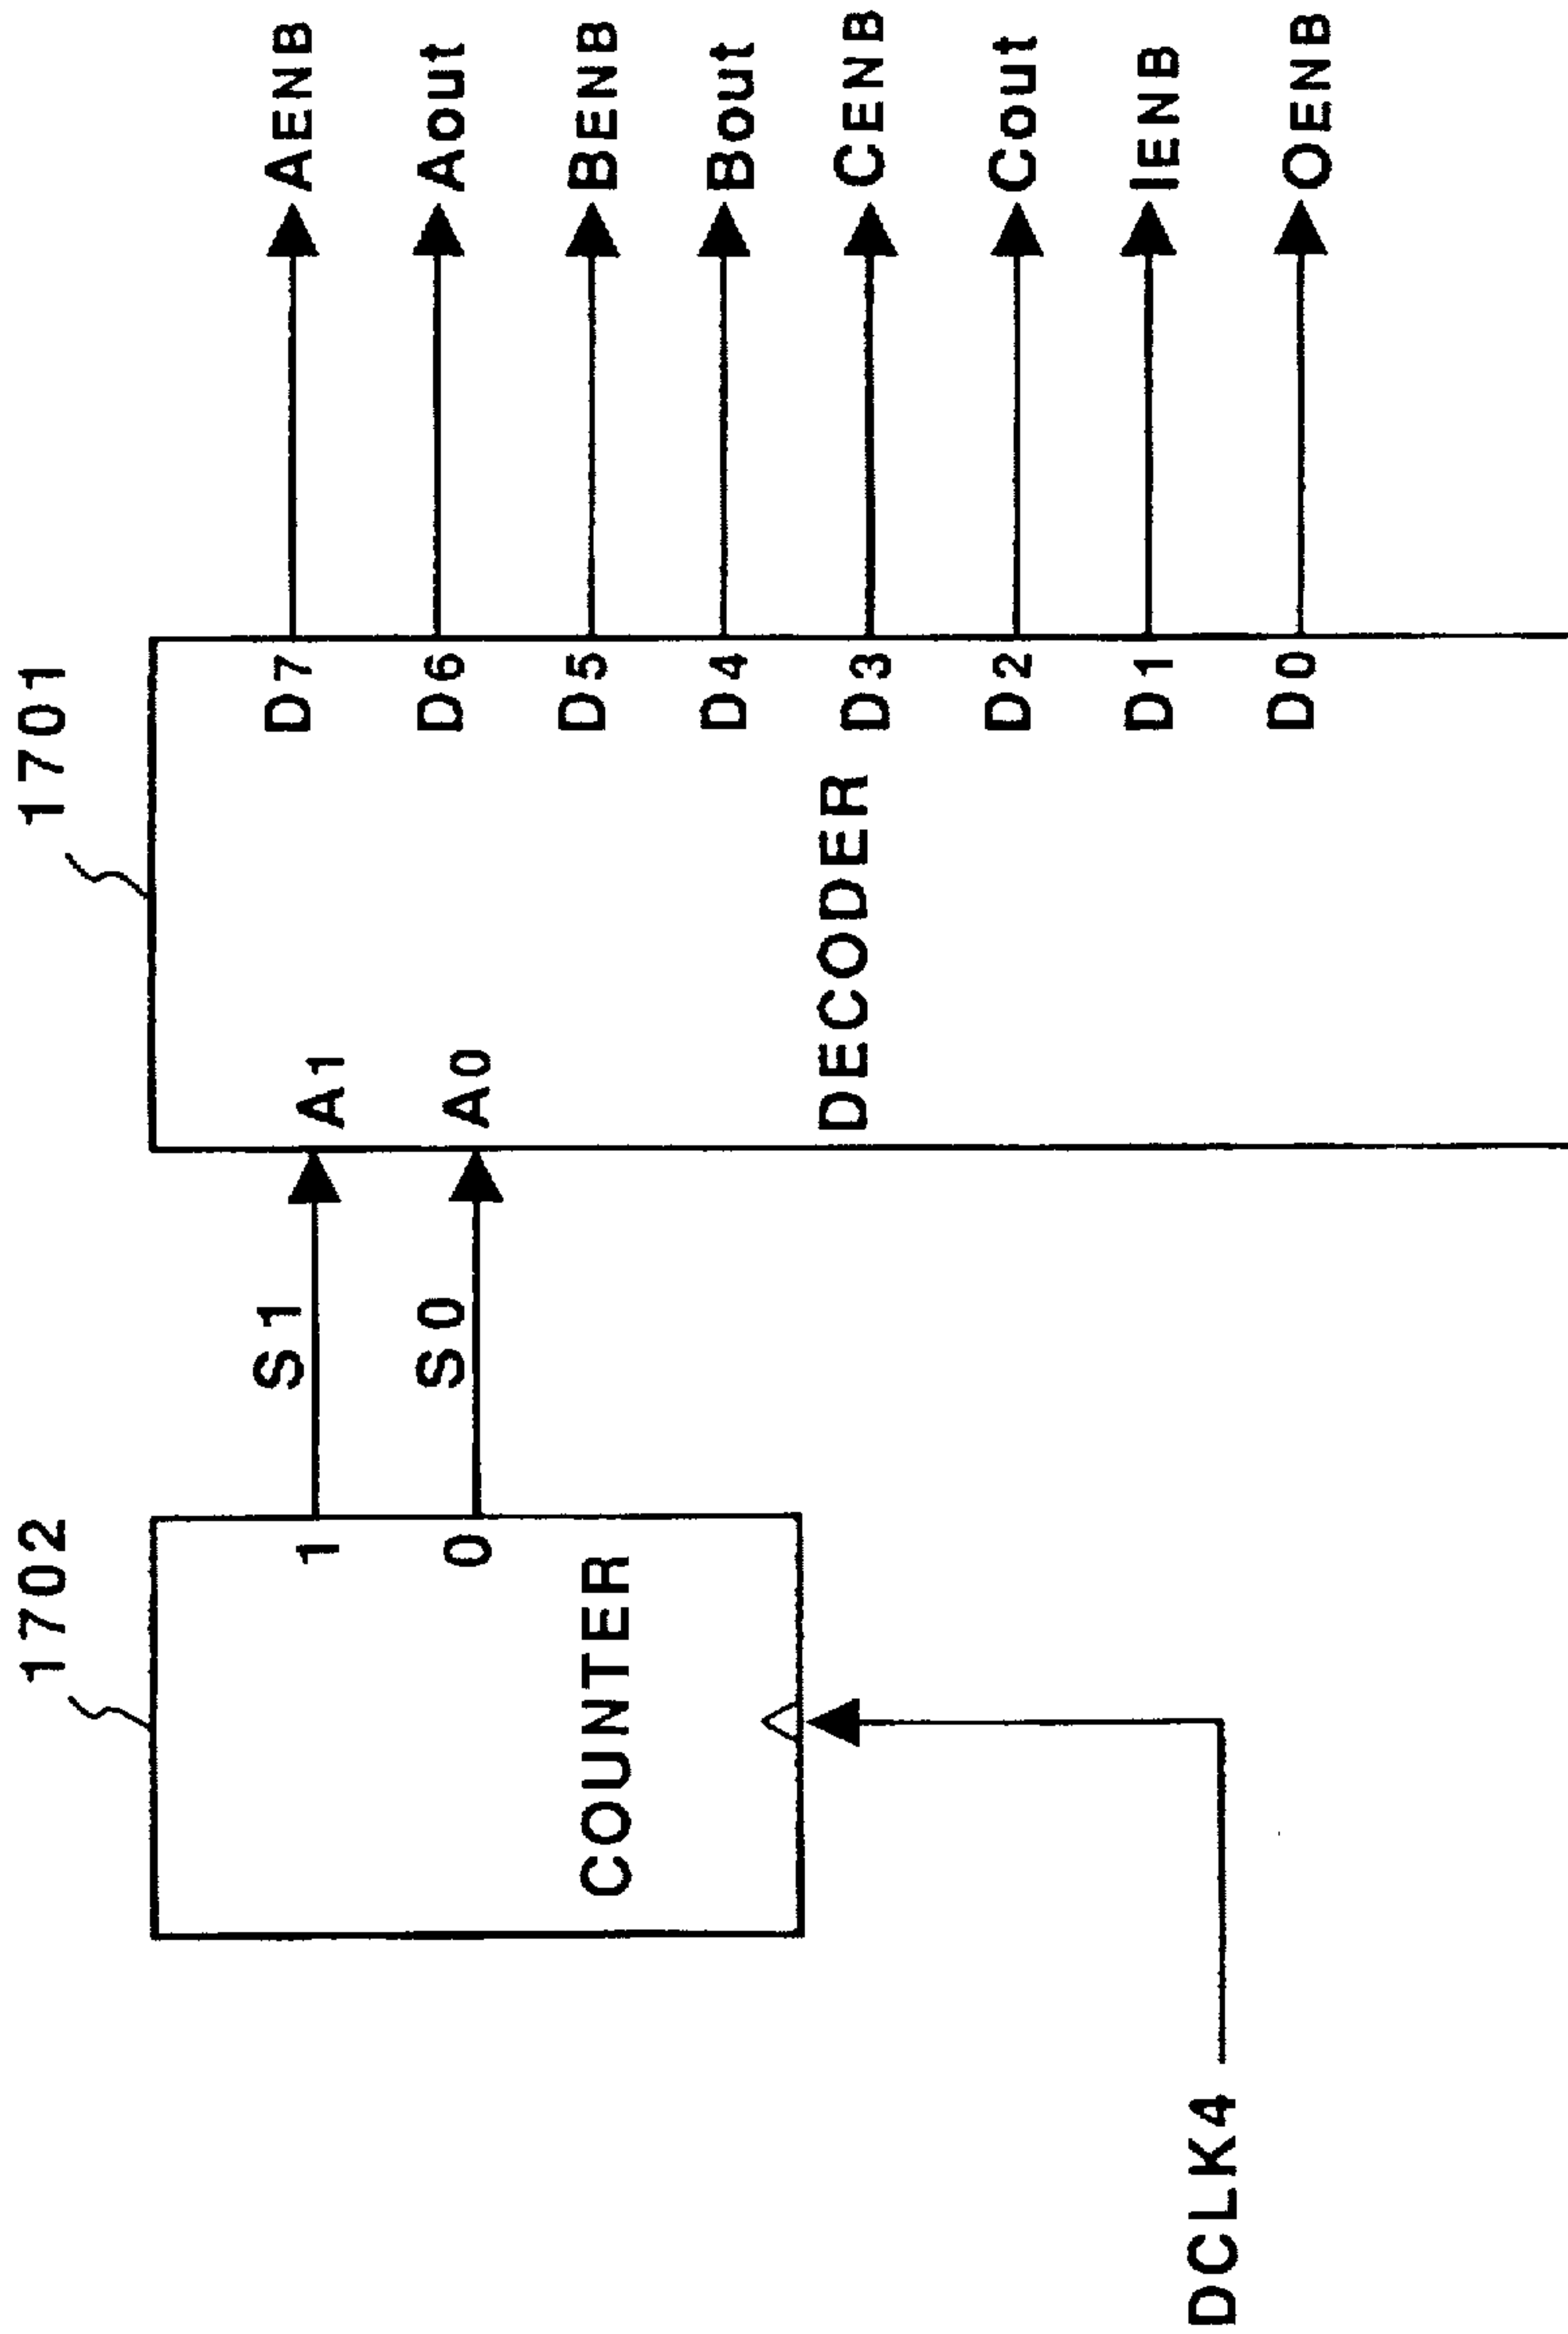 1702
1701
COUNTER
1
0
S1
S0
DCLK4
DECODER
A1
A0
D7
D6
D5
D4
D3
D2
D1
D0
AENB
Aout
BENB
Bout
CENB
Cout
IENB
OENB